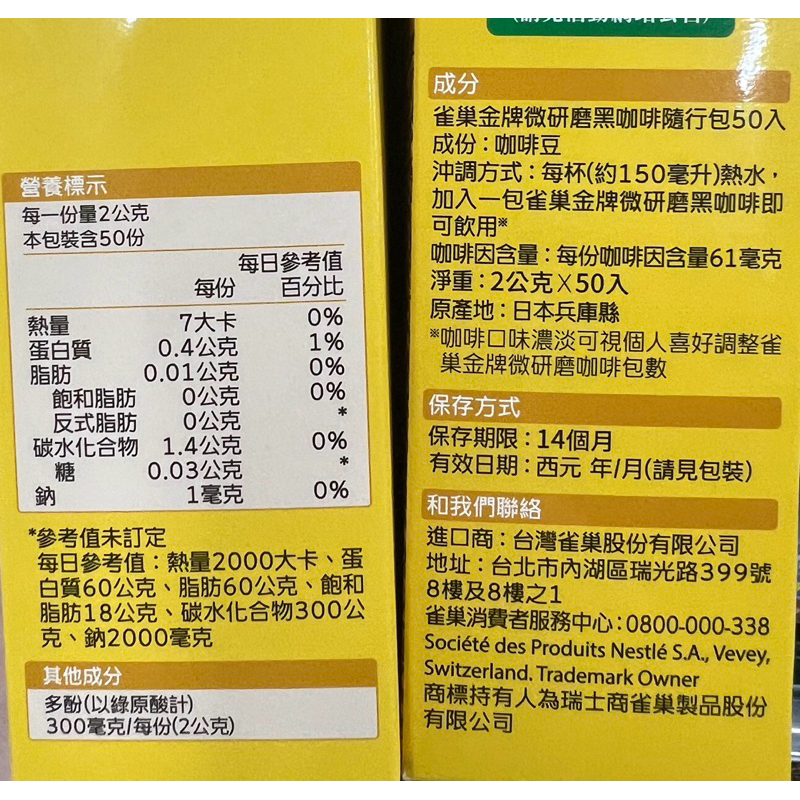 營養標示
每一份量2公克
本包裝含50份
每日參考值
每份 百分比
熱量 7大卡 0%
蛋白質 0.4公克 1%
脂肪 0.01公克 0%
飽和脂肪 0公克 0%
反式脂肪 0公克 *
碳水化合物 1.4公克 0%
糖 0.03公克 *
鈉 1毫克 0%
*參考值未訂定
每日參考值：熱量2000大卡、蛋
白質60公克、脂肪60公克、飽和
脂肪18公克、碳水化合物300公
克、鈉2000毫克
其他成分
多酚(以綠原酸計)
300毫克/每份(2公克)
成分
雀巢金牌微研磨黑咖啡隨行包50入
成份：咖啡豆
沖調方式：每杯(約150毫升)熱水，
加入一包雀巢金牌微研磨黑咖啡即
可飲用※
咖啡因含量：每份咖啡因含量61毫克
淨重：2公克X50入
原產地：日本兵庫縣
※咖啡口味濃淡可視個人喜好調整雀
巢金牌微研磨咖啡包數
保存方式
保存期限：14個月
有效日期：西元 年/月(請見包裝)
和我們聯絡
進口商：台灣雀巢股份有限公司
地址：台北市內湖區瑞光路399號
8樓及8樓之1
雀巢消費者服務中心：0800-000-338
Société des Produits Nestlé S.A., Vevey,
Switzerland. Trademark Owner
商標持有人為瑞士商雀巢製品股份
有限公司